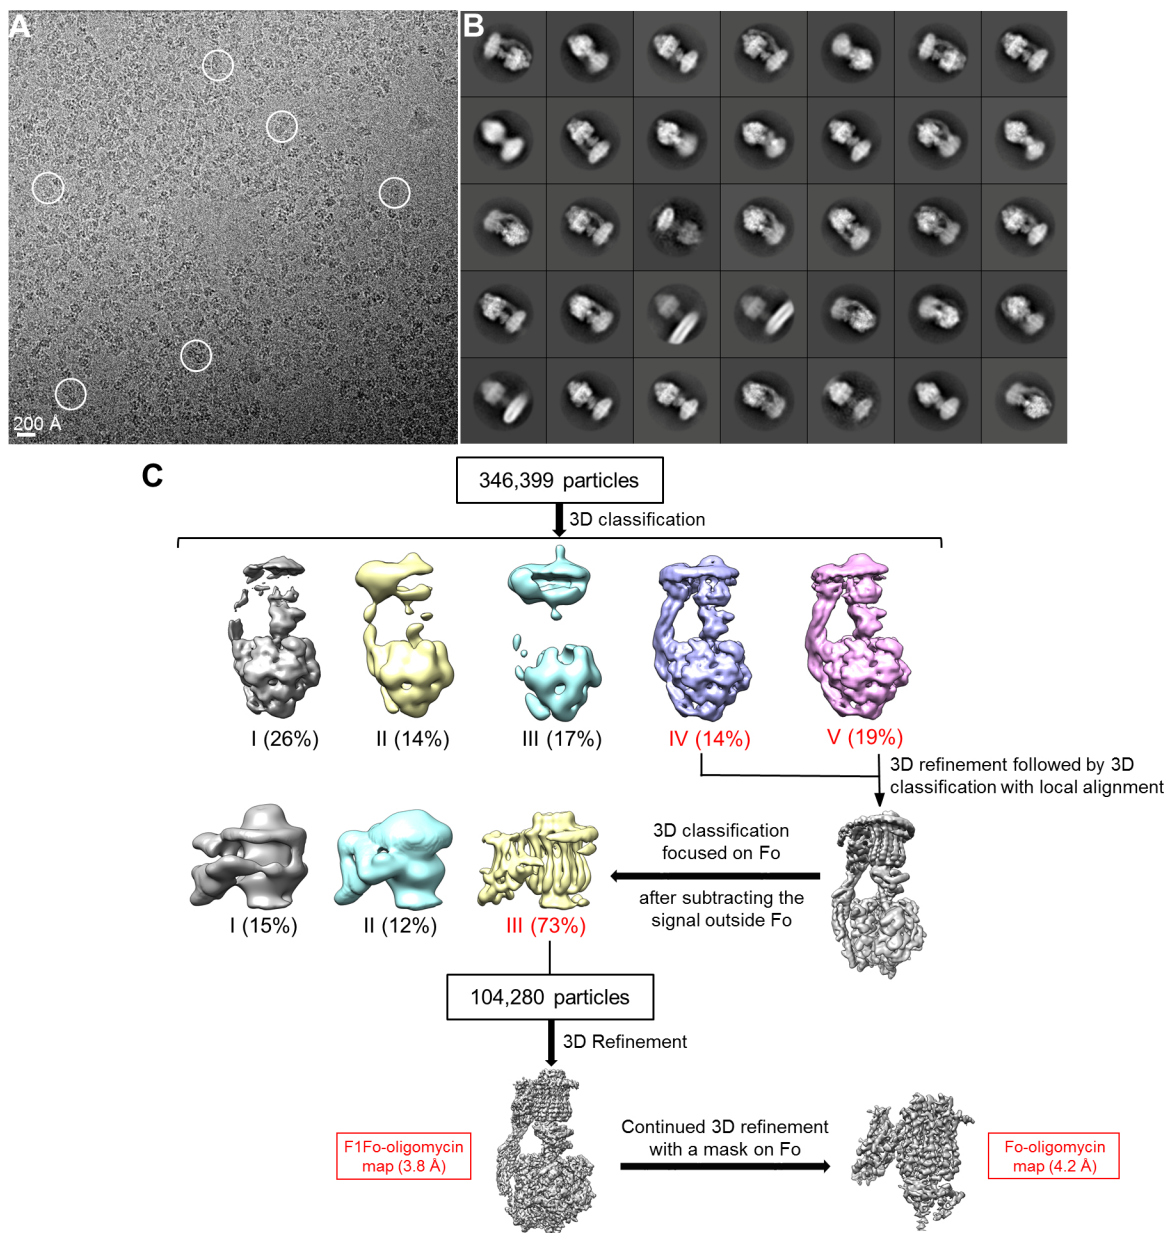 A
B
200 Å
C
346,399 particles
3D classification
I (26%)
II (14%)
III (17%)
IV (14%)
V (19%)
3D refinement followed by 3D
classification with local alignment
3D classification
focused on Fo
after subtracting the
signal outside Fo
I (15%)
II (12%)
III (73%)
104,280 particles
3D Refinement
F1Fo-oligomycin
map (3.8 Å)
Continued 3D refinement
with a mask on Fo
Fo-oligomycin
map (4.2 Å)